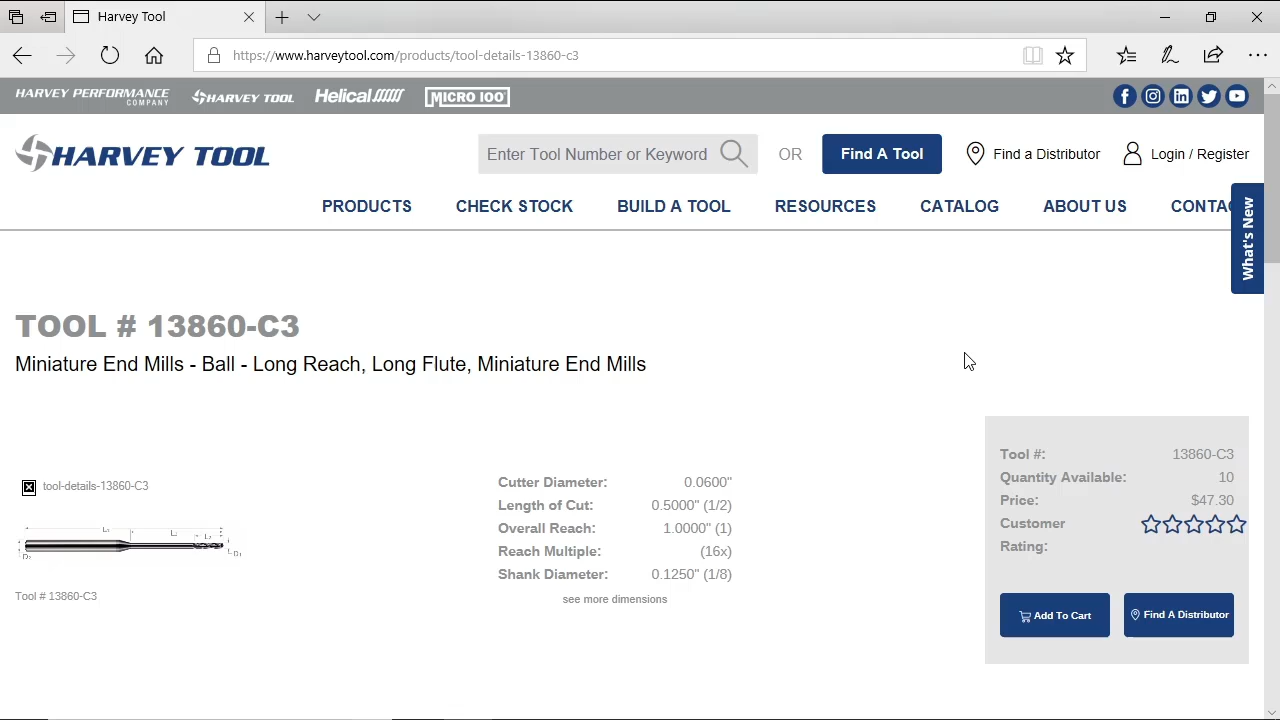 Harvey Tool
https://www.harveytool.com/products/tool-details-13860-c3
HARVEY PERFORMANCE COMPANY HARVEY TOOL Helical MICRO 100
HARVEY TOOL
Enter Tool Number or Keyword OR Find A Tool Find a Distributor Login / Register
PRODUCTS CHECK STOCK BUILD A TOOL RESOURCES CATALOG ABOUT US CONTAC
What's New
TOOL # 13860-C3
Miniature End Mills - Ball - Long Reach, Long Flute, Miniature End Mills
tool-details-13860-C3
Tool # 13860-C3
Cutter Diameter: 0.0600"
Length of Cut: 0.5000" (1/2)
Overall Reach: 1.0000" (1)
Reach Multiple: (16x)
Shank Diameter: 0.1250" (1/8)
see more dimensions
Tool #: 13860-C3
Quantity Available: 10
Price: $47.30
Customer
Rating:
Add To Cart Find A Distributor